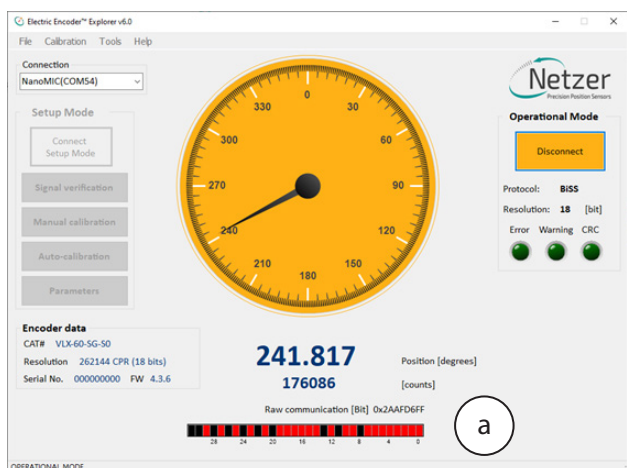 Electric Encoder™ Explorer v6.0
File Calibration Tools Help
Connection
NanoMIC(COM54)
Setup Mode
Connect
Setup Mode
Signal verification
Manual calibration
Auto-calibration
Parameters
0
30
60
90
120
150
180
210
240
270
300
330
Netzer
Precision Position Sensors
Operational Mode
Disconnect
Protocol: BiSS
Resolution: 18 [bit]
Error Warning CRC
Encoder data
CAT# VLX-60-SG-S0
Resolution 262144 CPR (18 bits)
Serial No. 000000000 FW 4.3.6
241.817 Position [degrees]
176086 [counts]
Raw communication [Bit] 0x2AAFD6FF
28 24 20 16 12 8 4 0
a
OPERATIONAL MODE